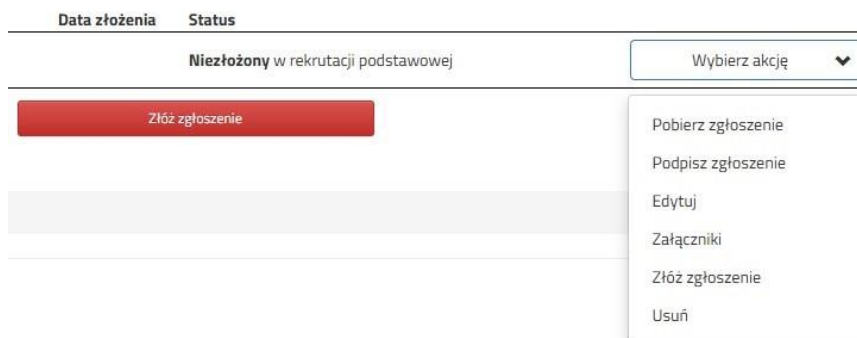 Data złożenia Status
Niezłożony w rekrutacji podstawowej Wybierz akcję
Złóż zgłoszenie
Pobierz zgłoszenie
Podpisz zgłoszenie
Edytuj
Załączniki
Złóż zgłoszenie
Usuń